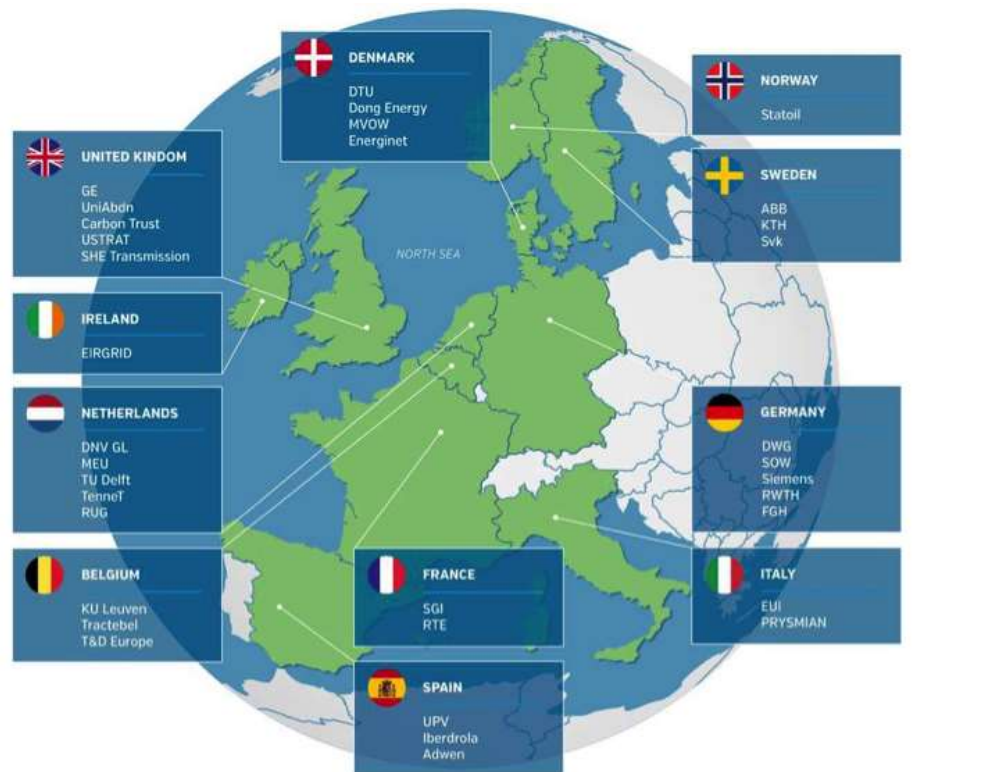 DENMARK
DTU
Dong Energy
MVOW
Energinet
NORWAY
Statoil
UNITED KINDOM
GE
UniAbdn
Carbon Trust
USTRAT
SHE Transmission
SWEDEN
ABB
KTH
Svk
NORTH SEA
IRELAND
EIRGRID
NETHERLANDS
DNV GL
MEU
TU Delft
TenneT
RUG
GERMANY
DWG
SOW
Siemens
RWTH
FGH
BELGIUM
KU Leuven
Tractebel
T&D Europe
FRANCE
SGI
RTE
ITALY
EUI
PRYSMIAN
SPAIN
UPV
Iberdrola
Adwen